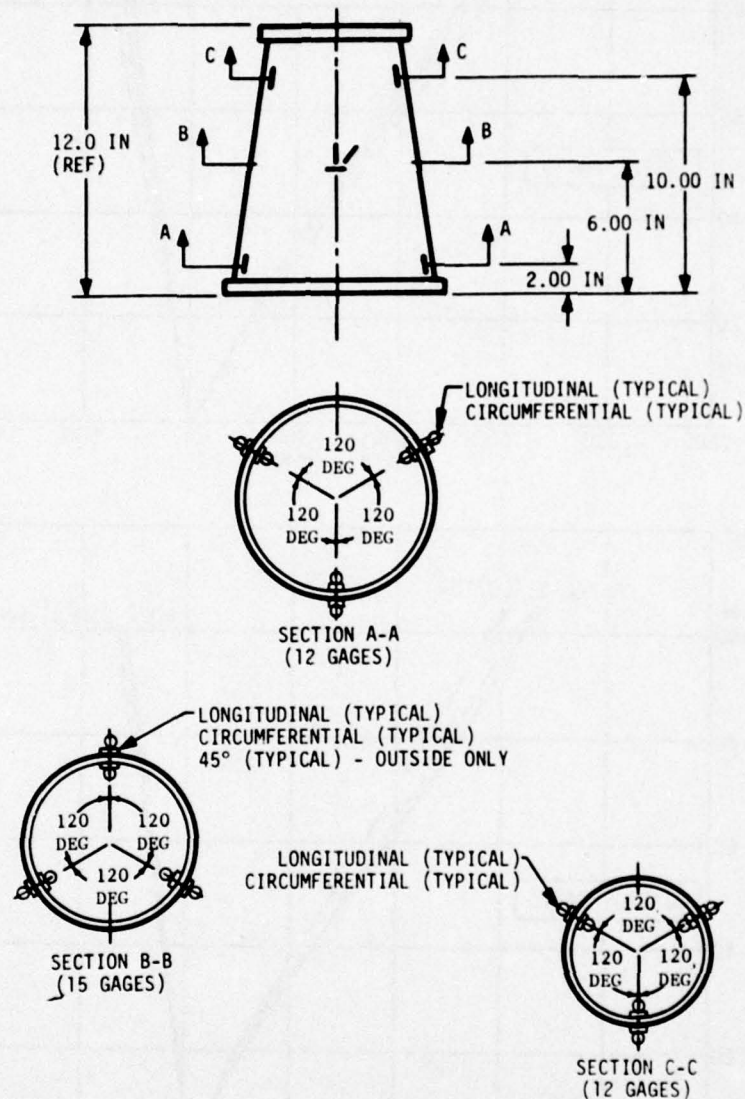 C
C
12.0 IN
(REF)
B
B
10.00 IN
6.00 IN
A
A
2.00 IN
LONGITUDINAL (TYPICAL)
CIRCUMFERENTIAL (TYPICAL)
120
DEG
120
DEG
120
DEG
SECTION A-A
(12 GAGES)
LONGITUDINAL (TYPICAL)
CIRCUMFERENTIAL (TYPICAL)
45° (TYPICAL) - OUTSIDE ONLY
120
DEG
120
DEG
120
DEG
SECTION B-B
(15 GAGES)
LONGITUDINAL (TYPICAL)
CIRCUMFERENTIAL (TYPICAL)
120
DEG
120
DEG
120
DEG
SECTION C-C
(12 GAGES)